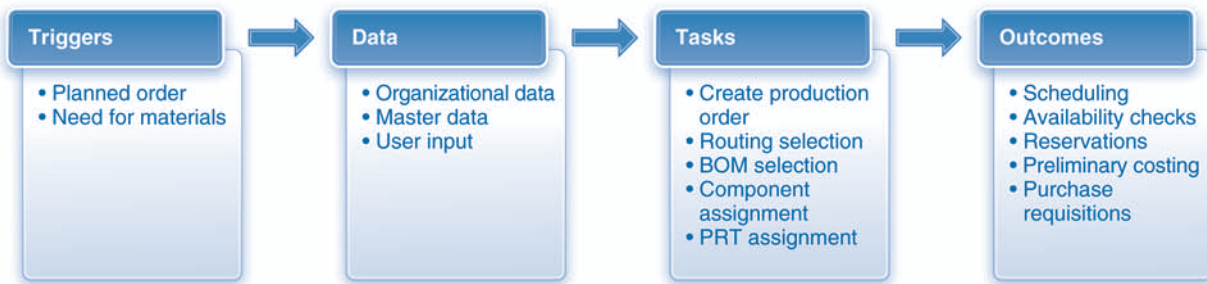 Triggers
• Planned order
• Need for materials
Data
• Organizational data
• Master data
• User input
Tasks
• Create production
order
• Routing selection
• BOM selection
• Component
assignment
• PRT assignment
Outcomes
• Scheduling
• Availability checks
• Reservations
• Preliminary costing
• Purchase
requisitions